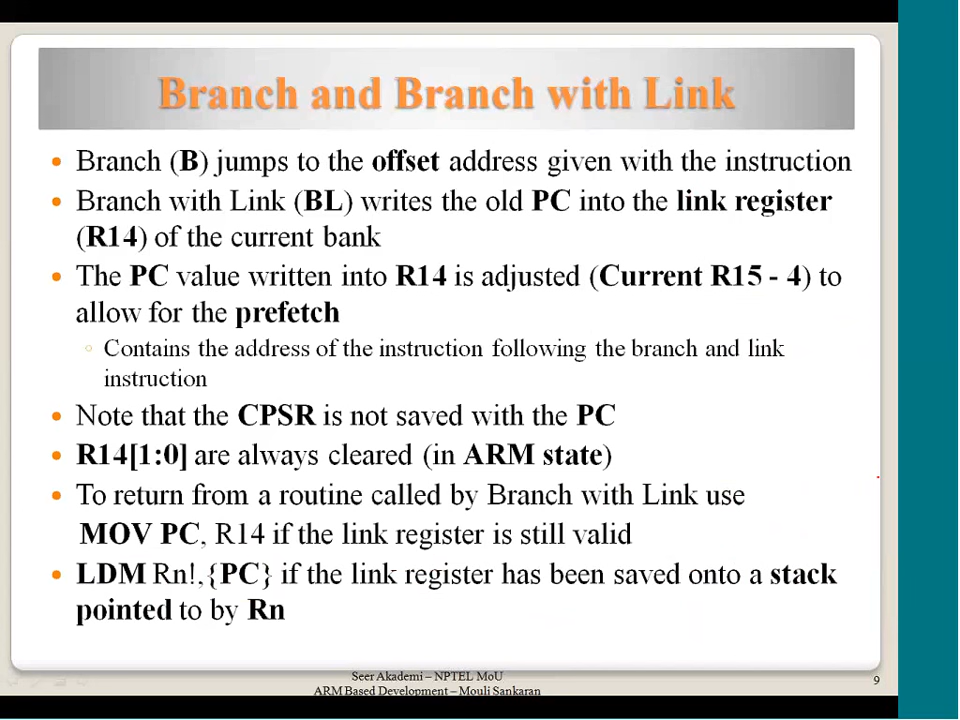 Branch and Branch with Link
• Branch (B) jumps to the offset address given with the instruction
• Branch with Link (BL) writes the old PC into the link register
(R14) of the current bank
• The PC value written into R14 is adjusted (Current R15 - 4) to
allow for the prefetch
◦ Contains the address of the instruction following the branch and link
instruction
• Note that the CPSR is not saved with the PC
• R14[1:0] are always cleared (in ARM state)
• To return from a routine called by Branch with Link use
MOV PC, R14 if the link register is still valid
• LDM Rn!,{PC} if the link register has been saved onto a stack
pointed to by Rn
Seer Akademi – NPTEL MoU
ARM Based Development – Mouli Sankaran
9